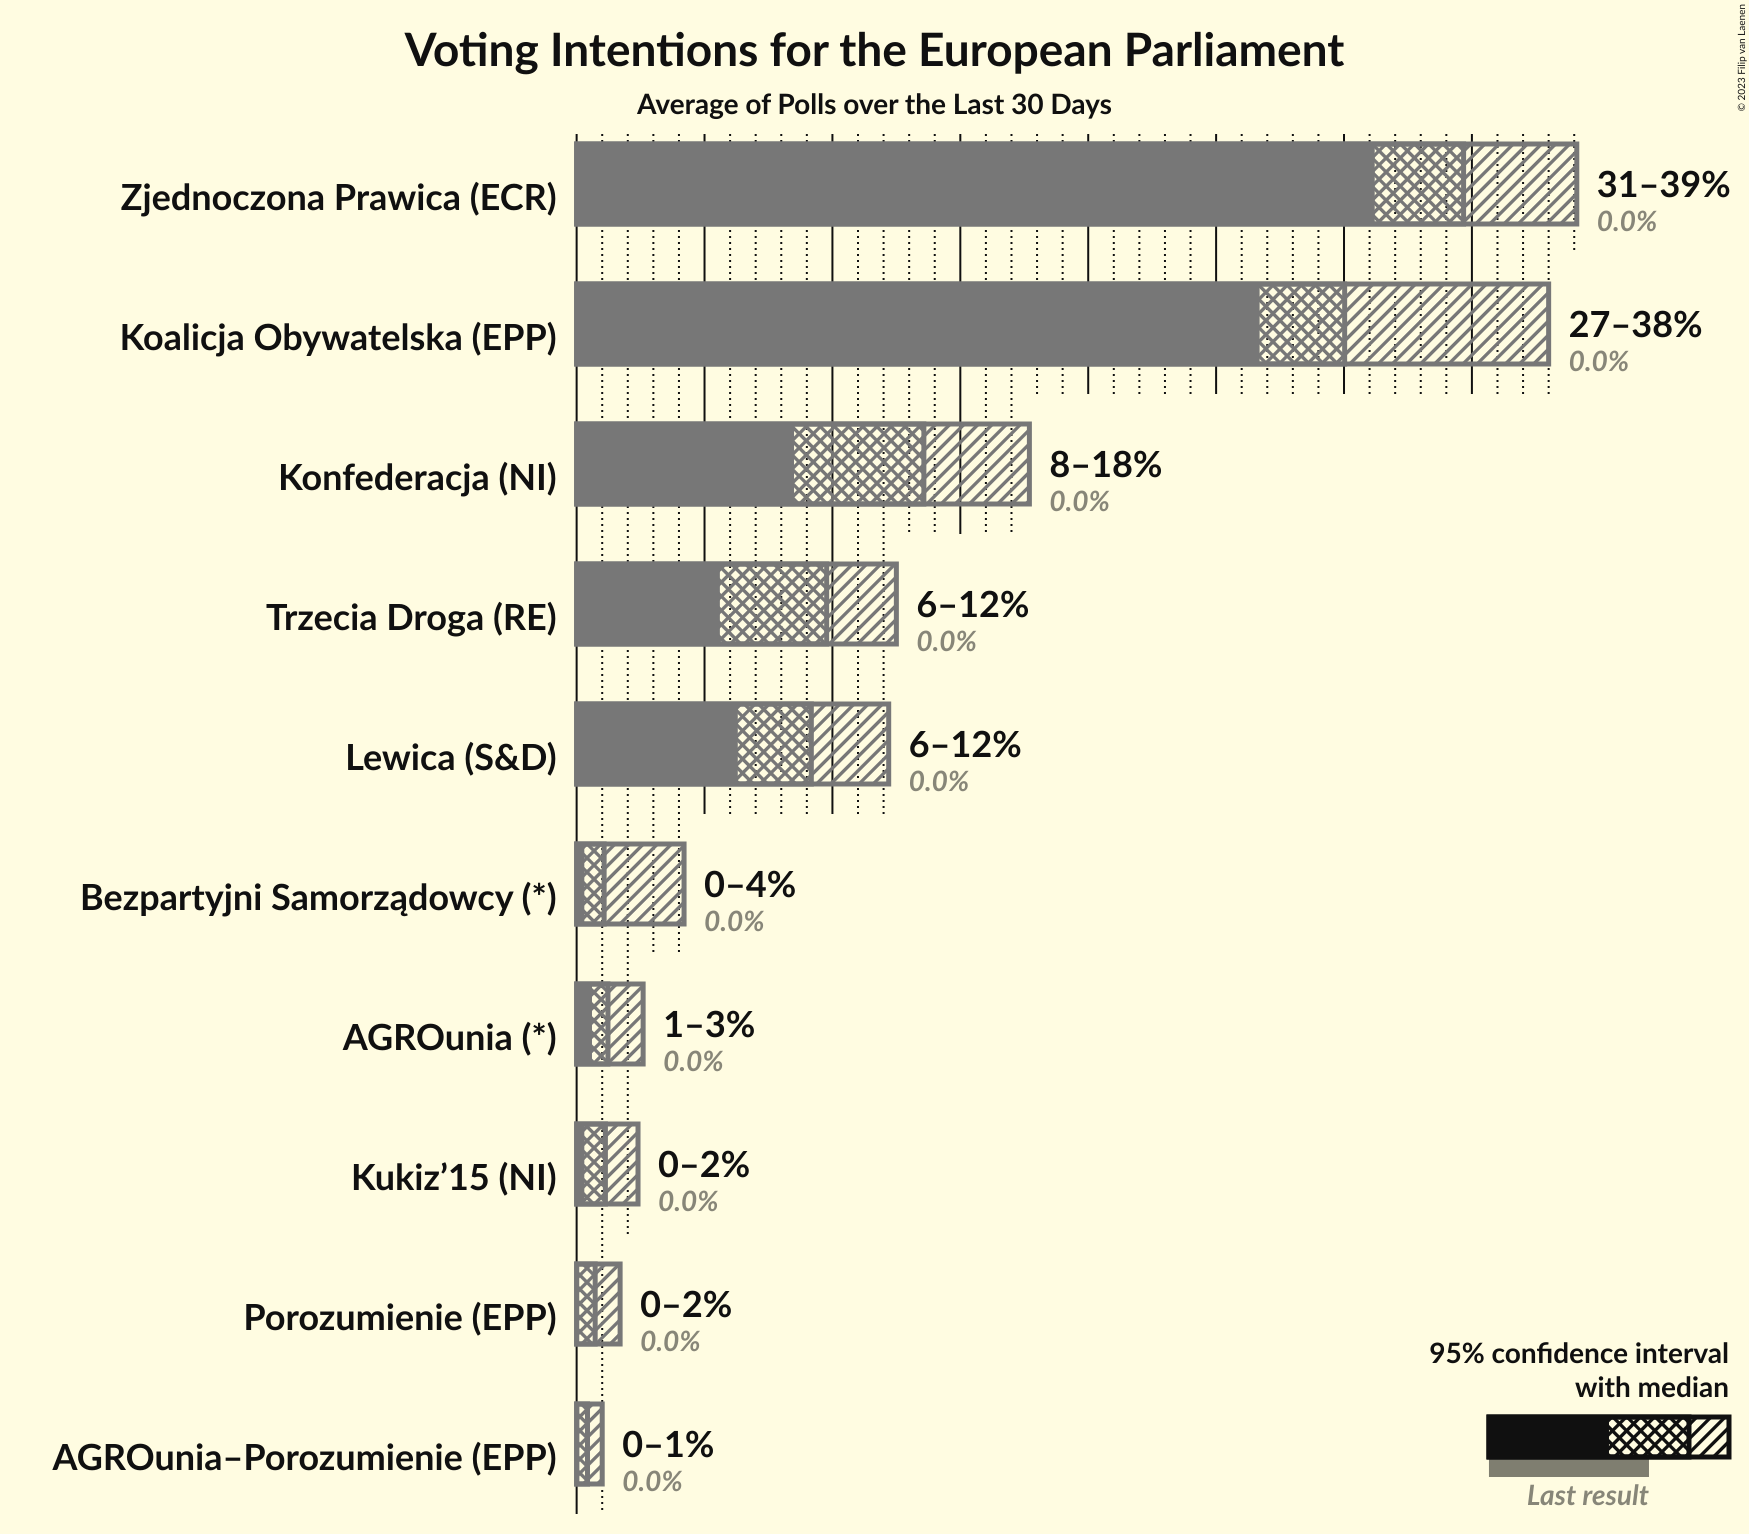 Voting Intentions for the European Parliament
Average of Polls over the Last 30 Days
© 2023 Filip van Laenen
Zjednoczona Prawica (ECR)
31–39%
0.0%
Koalicja Obywatelska (EPP)
27–38%
0.0%
Konfederacja (NI)
8–18%
0.0%
Trzecia Droga (RE)
6–12%
0.0%
Lewica (S&D)
6–12%
0.0%
Bezpartyjni Samorządowcy (*)
0–4%
0.0%
AGROunia (*)
1–3%
0.0%
Kukiz’15 (NI)
0–2%
0.0%
Porozumienie (EPP)
0–2%
0.0%
AGROunia–Porozumienie (EPP)
0–1%
0.0%
95% confidence interval
with median
Last result